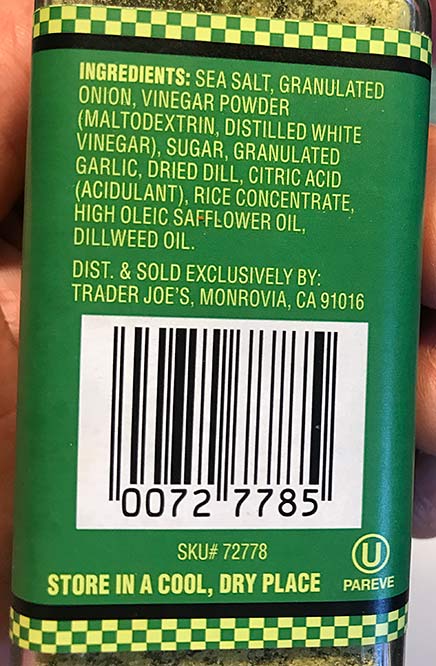 INGREDIENTS: SEA SALT, GRANULATED
ONION, VINEGAR POWDER
(MALTODEXTRIN, DISTILLED WHITE
VINEGAR), SUGAR, GRANULATED
GARLIC, DRIED DILL, CITRIC ACID
(ACIDULANT), RICE CONCENTRATE,
HIGH OLEIC SAFFLOWER OIL,
DILLWEED OIL.
DIST. & SOLD EXCLUSIVELY BY:
TRADER JOE'S, MONROVIA, CA 91016
0072 7785
SKU# 72778
U
STORE IN A COOL, DRY PLACE
PAREVE